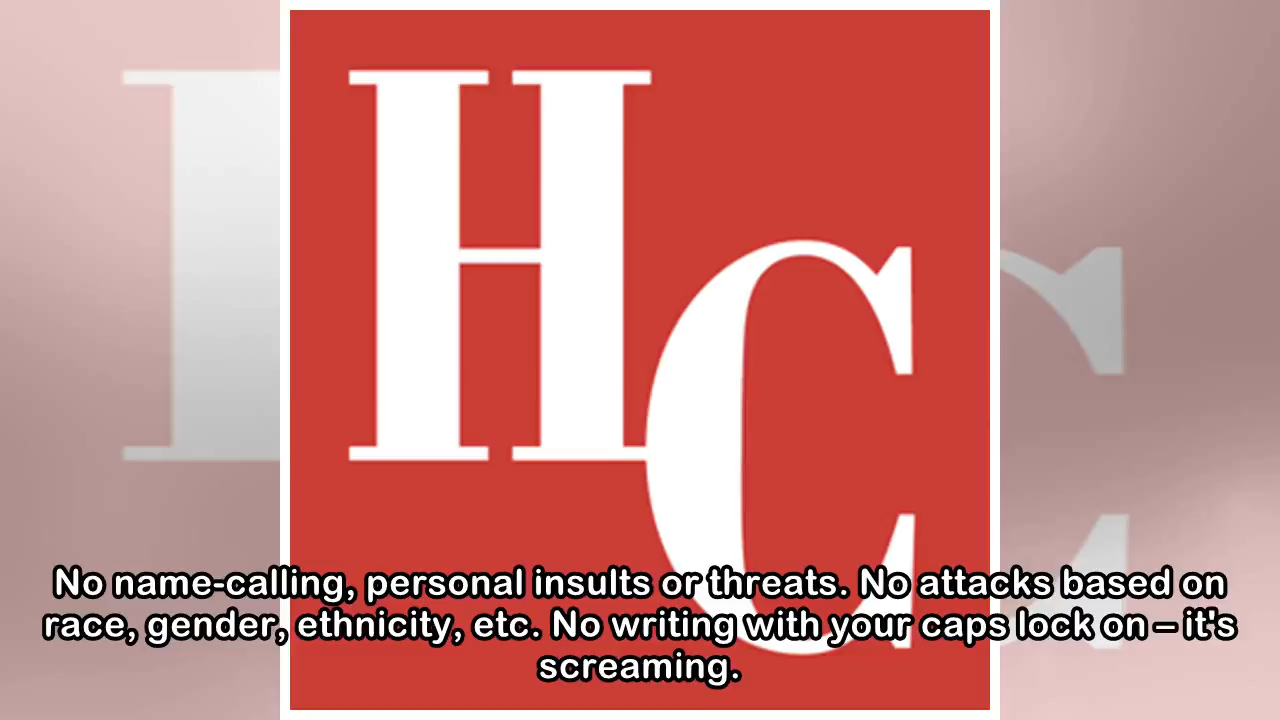 HC
No name-calling, personal insults or threats. No attacks based on
race, gender, ethnicity, etc. No writing with your caps lock on – it's
screaming.